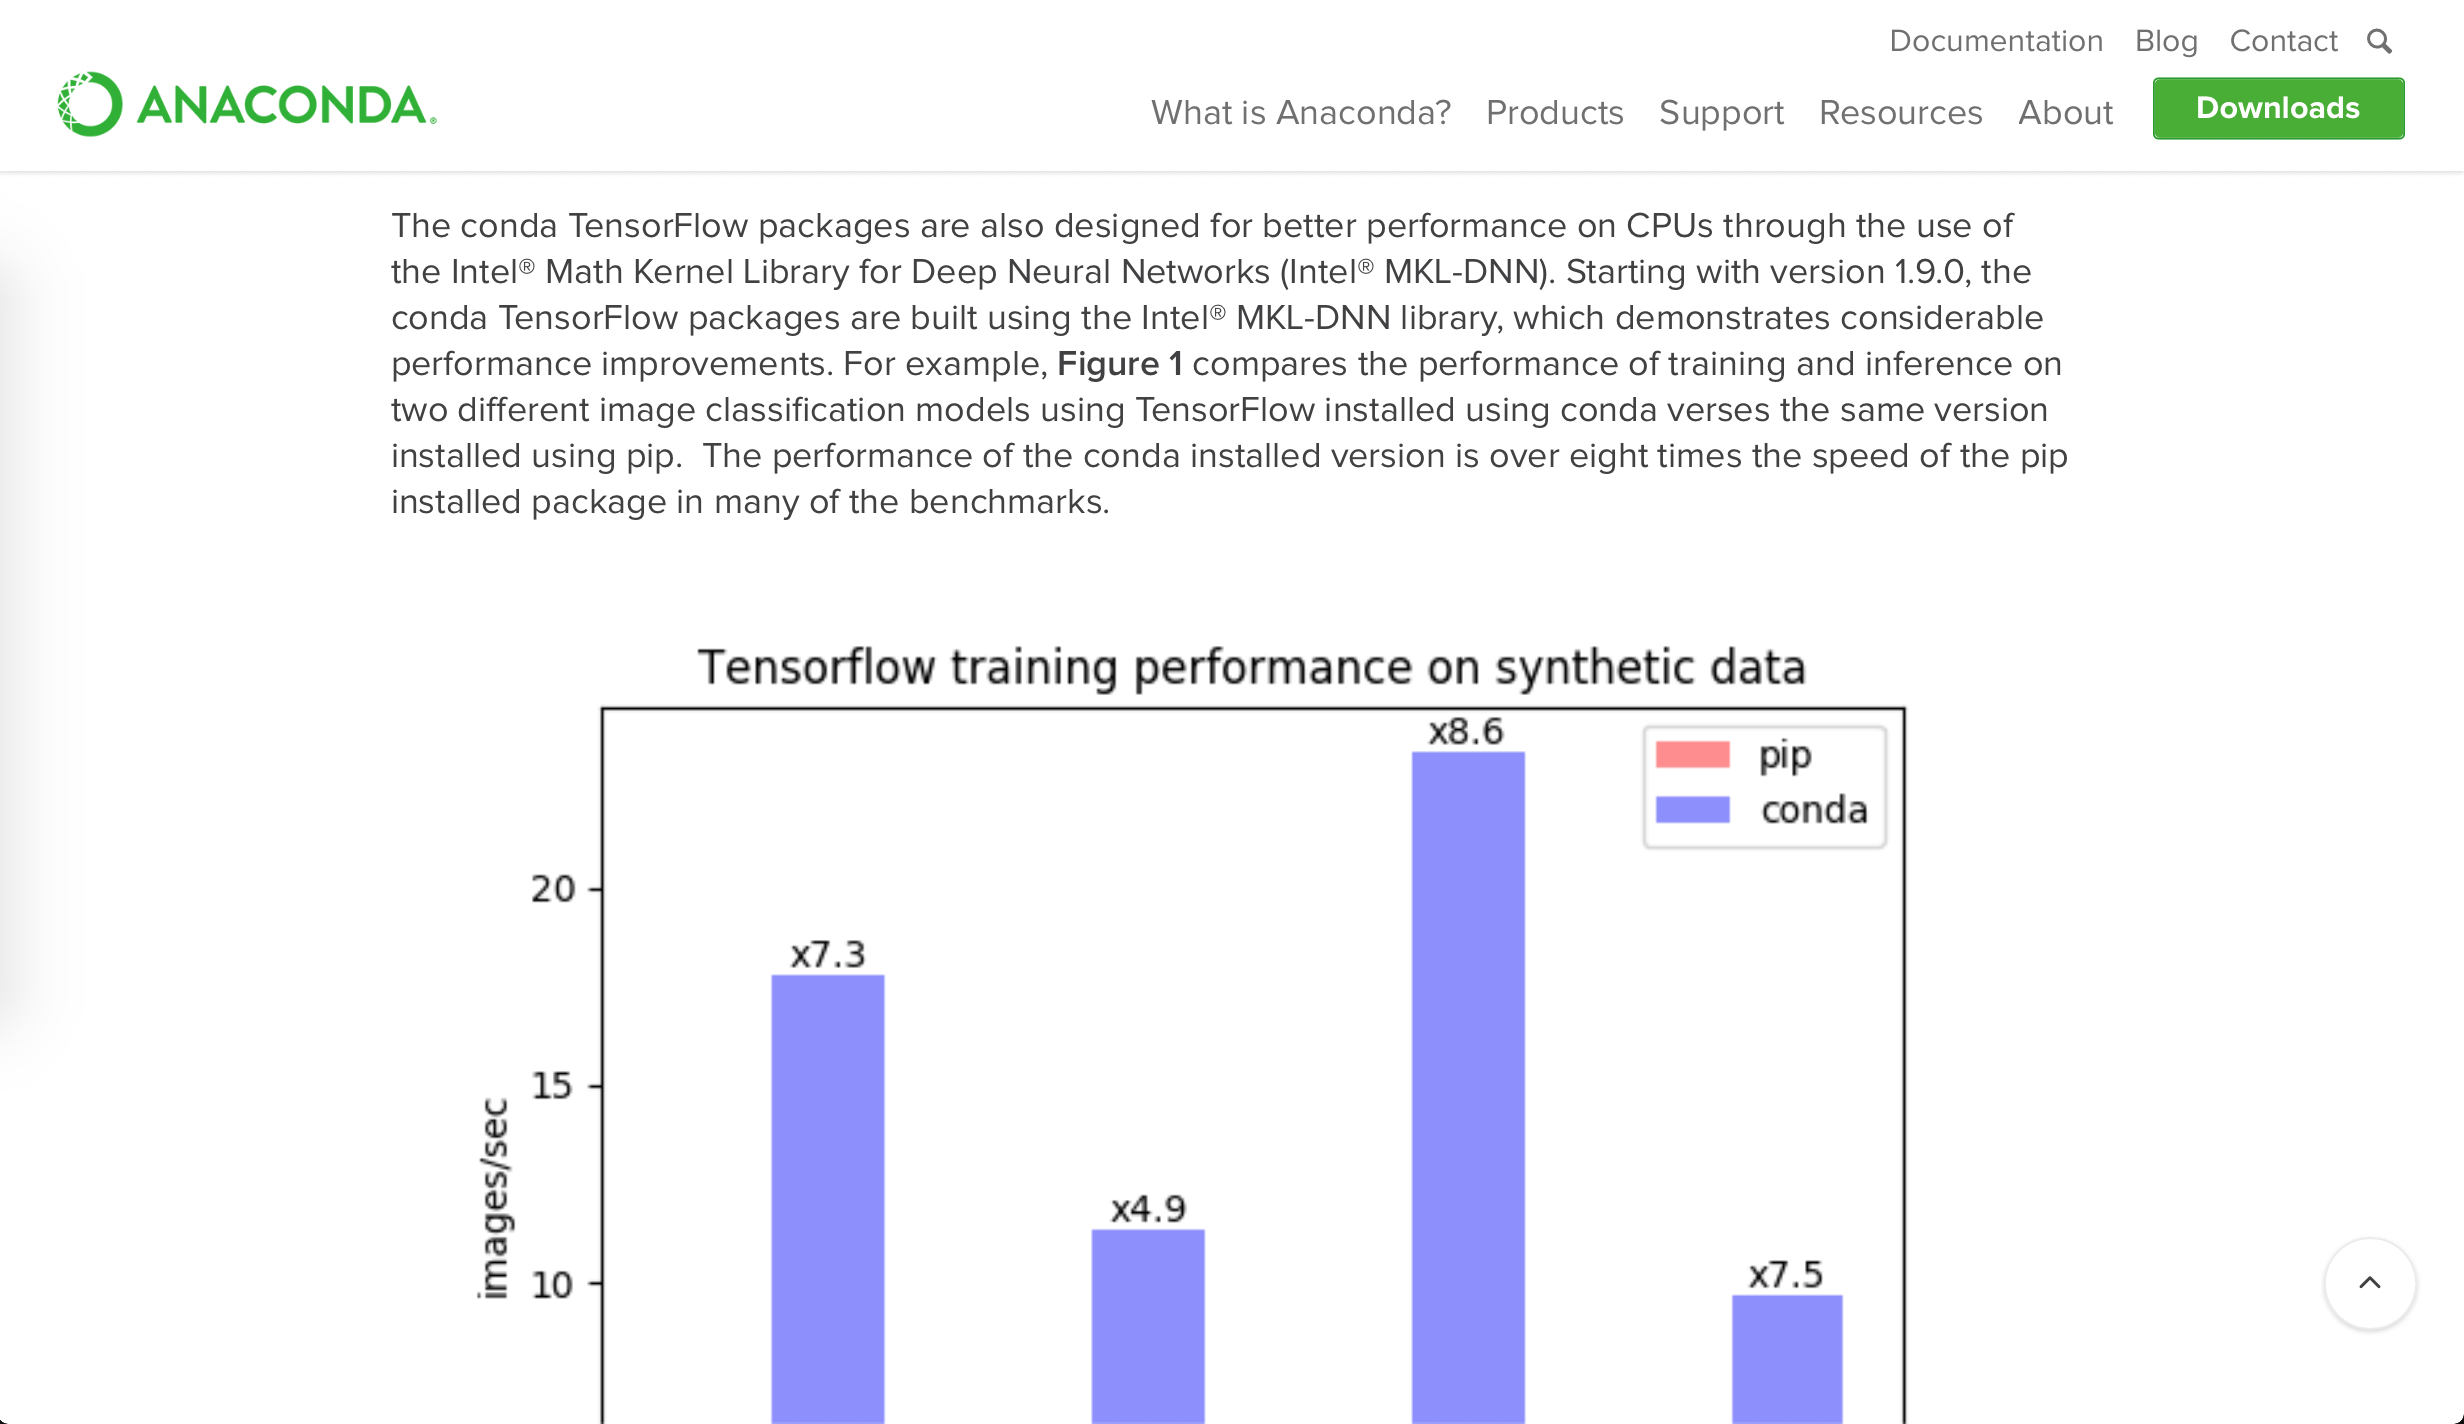 Documentation Blog Contact
ANACONDA.
What is Anaconda? Products Support Resources About Downloads
The conda TensorFlow packages are also designed for better performance on CPUs through the use of
the Intel® Math Kernel Library for Deep Neural Networks (Intel® MKL-DNN). Starting with version 1.9.0, the
conda TensorFlow packages are built using the Intel® MKL-DNN library, which demonstrates considerable
performance improvements. For example, Figure 1 compares the performance of training and inference on
two different image classification models using TensorFlow installed using conda verses the same version
installed using pip.  The performance of the conda installed version is over eight times the speed of the pip
installed package in many of the benchmarks.
Tensorflow training performance on synthetic data
x8.6
pip
conda
20
x7.3
15
images/sec
x4.9
10
x7.5